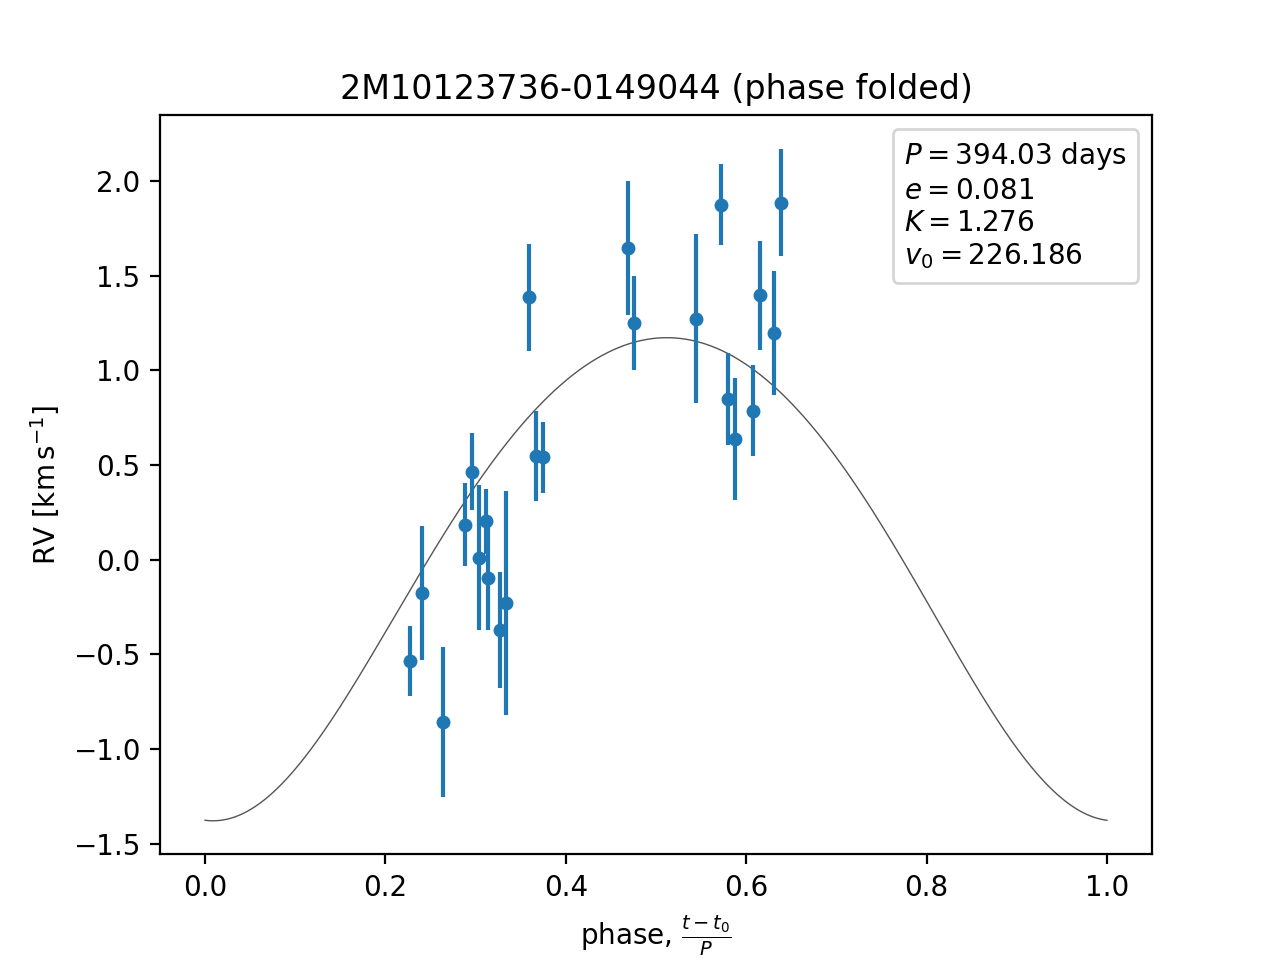 2M10123736-0149044 (phase folded)
P = 394.03 days
e = 0.081
K = 1.276
v₀ = 226.186
2.0
1.5
1.0
0.5
0.0
−0.5
−1.0
−1.5
RV [km s⁻¹]
0.0 0.2 0.4 0.6 0.8 1.0
phase, (t − t₀)/P